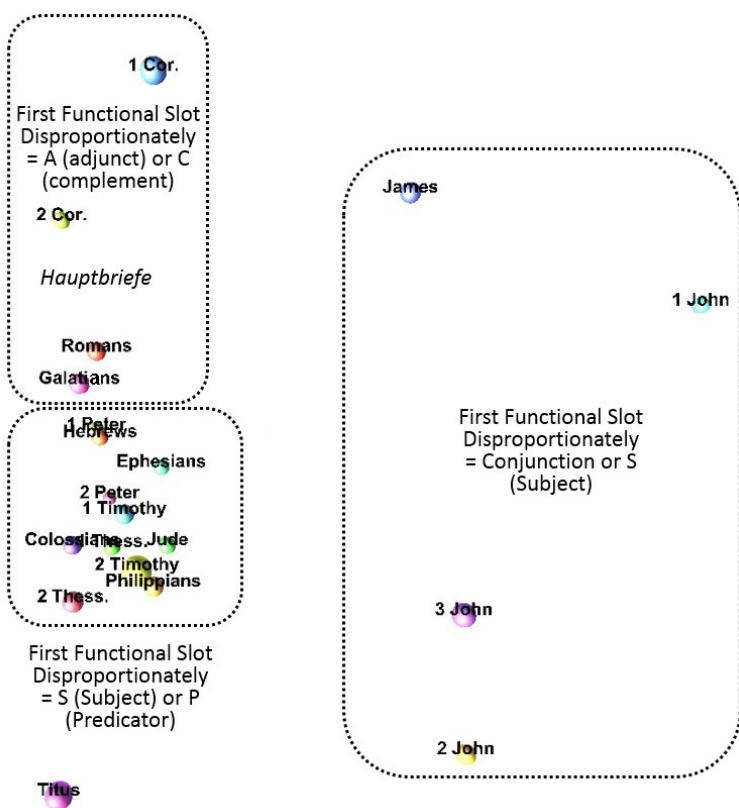 1 Cor.
First Functional Slot
Disproportionately
= A (adjunct) or C
(complement)
2 Cor.
Hauptbriefe
Romans
Galatians
1 Peter
Hebrews
Ephesians
2 Peter
1 Timothy
Colossians
1 Thess.
Jude
2 Timothy
Philippians
2 Thess.
First Functional Slot
Disproportionately
= S (Subject) or P
(Predicator)
Titus
James
1 John
First Functional Slot
Disproportionately
= Conjunction or S
(Subject)
3 John
2 John